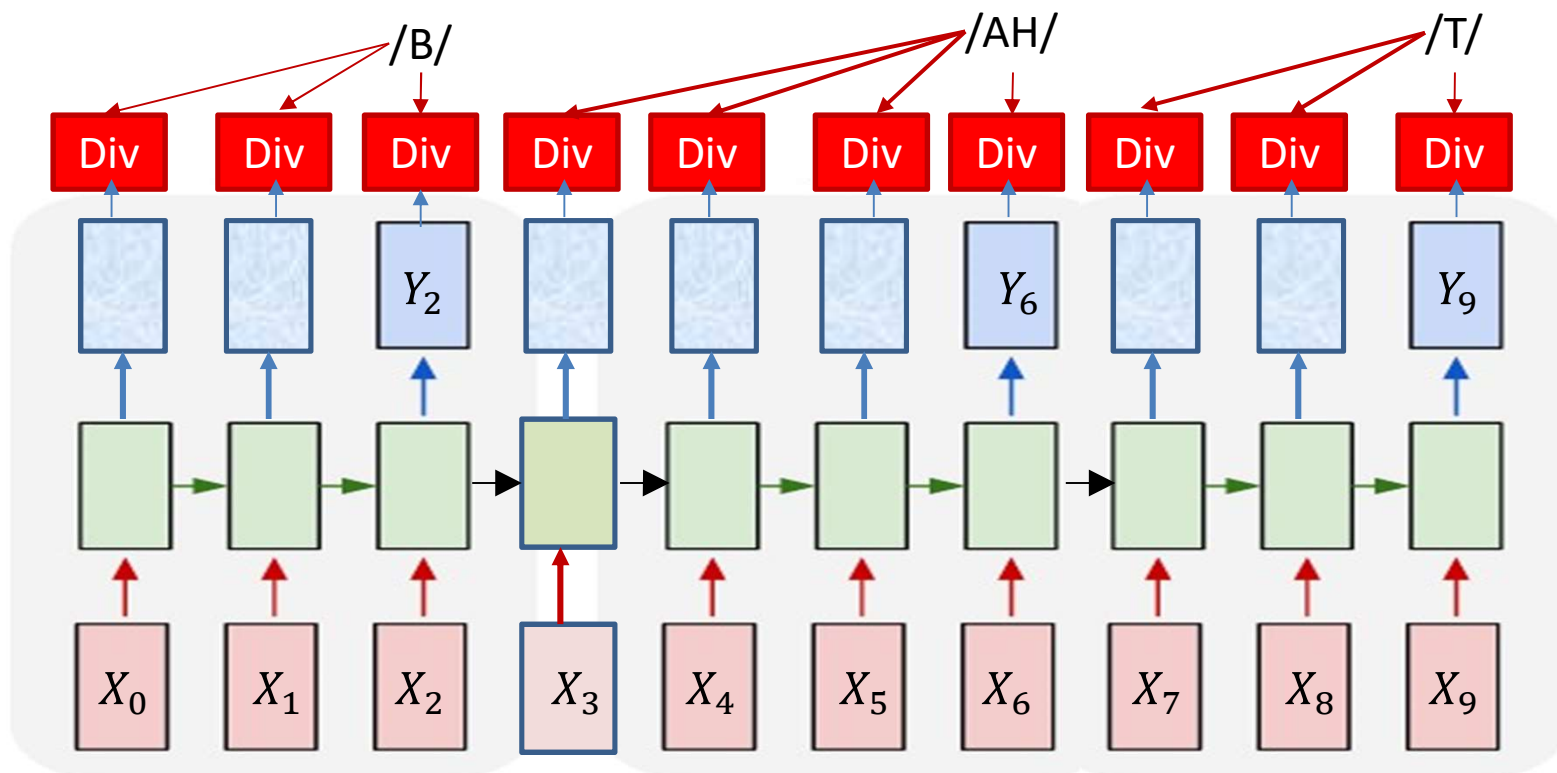 /B/ /AH/ /T/
Div Div Div Div Div Div Div Div Div Div
Y2 Y6 Y9
X0 X1 X2 X3 X4 X5 X6 X7 X8 X9